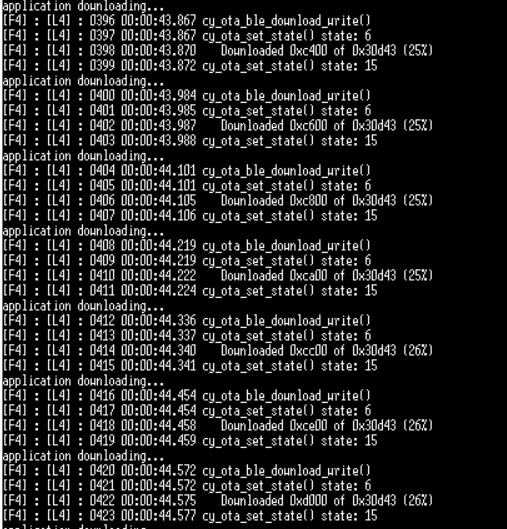 application downloading...
[F4] : [L4] : 0396 00:00:43.867 cy_ota_ble_download_write()
[F4] : [L4] : 0397 00:00:43.867 cy_ota_set_state() state: 6
[F4] : [L4] : 0398 00:00:43.870    Downloaded 0xc400 of 0x30d43 (25%)
[F4] : [L4] : 0399 00:00:43.872 cy_ota_set_state() state: 15
application downloading...
[F4] : [L4] : 0400 00:00:43.984 cy_ota_ble_download_write()
[F4] : [L4] : 0401 00:00:43.985 cy_ota_set_state() state: 6
[F4] : [L4] : 0402 00:00:43.987    Downloaded 0xc600 of 0x30d43 (25%)
[F4] : [L4] : 0403 00:00:43.988 cy_ota_set_state() state: 15
application downloading...
[F4] : [L4] : 0404 00:00:44.101 cy_ota_ble_download_write()
[F4] : [L4] : 0405 00:00:44.101 cy_ota_set_state() state: 6
[F4] : [L4] : 0406 00:00:44.105    Downloaded 0xc800 of 0x30d43 (25%)
[F4] : [L4] : 0407 00:00:44.106 cy_ota_set_state() state: 15
application downloading...
[F4] : [L4] : 0408 00:00:44.219 cy_ota_ble_download_write()
[F4] : [L4] : 0409 00:00:44.219 cy_ota_set_state() state: 6
[F4] : [L4] : 0410 00:00:44.222    Downloaded 0xca00 of 0x30d43 (25%)
[F4] : [L4] : 0411 00:00:44.224 cy_ota_set_state() state: 15
application downloading...
[F4] : [L4] : 0412 00:00:44.336 cy_ota_ble_download_write()
[F4] : [L4] : 0413 00:00:44.337 cy_ota_set_state() state: 6
[F4] : [L4] : 0414 00:00:44.340    Downloaded 0xcc00 of 0x30d43 (26%)
[F4] : [L4] : 0415 00:00:44.341 cy_ota_set_state() state: 15
application downloading...
[F4] : [L4] : 0416 00:00:44.454 cy_ota_ble_download_write()
[F4] : [L4] : 0417 00:00:44.454 cy_ota_set_state() state: 6
[F4] : [L4] : 0418 00:00:44.458    Downloaded 0xce00 of 0x30d43 (26%)
[F4] : [L4] : 0419 00:00:44.459 cy_ota_set_state() state: 15
application downloading...
[F4] : [L4] : 0420 00:00:44.572 cy_ota_ble_download_write()
[F4] : [L4] : 0421 00:00:44.572 cy_ota_set_state() state: 6
[F4] : [L4] : 0422 00:00:44.575    Downloaded 0xd000 of 0x30d43 (26%)
[F4] : [L4] : 0423 00:00:44.577 cy_ota_set_state() state: 15